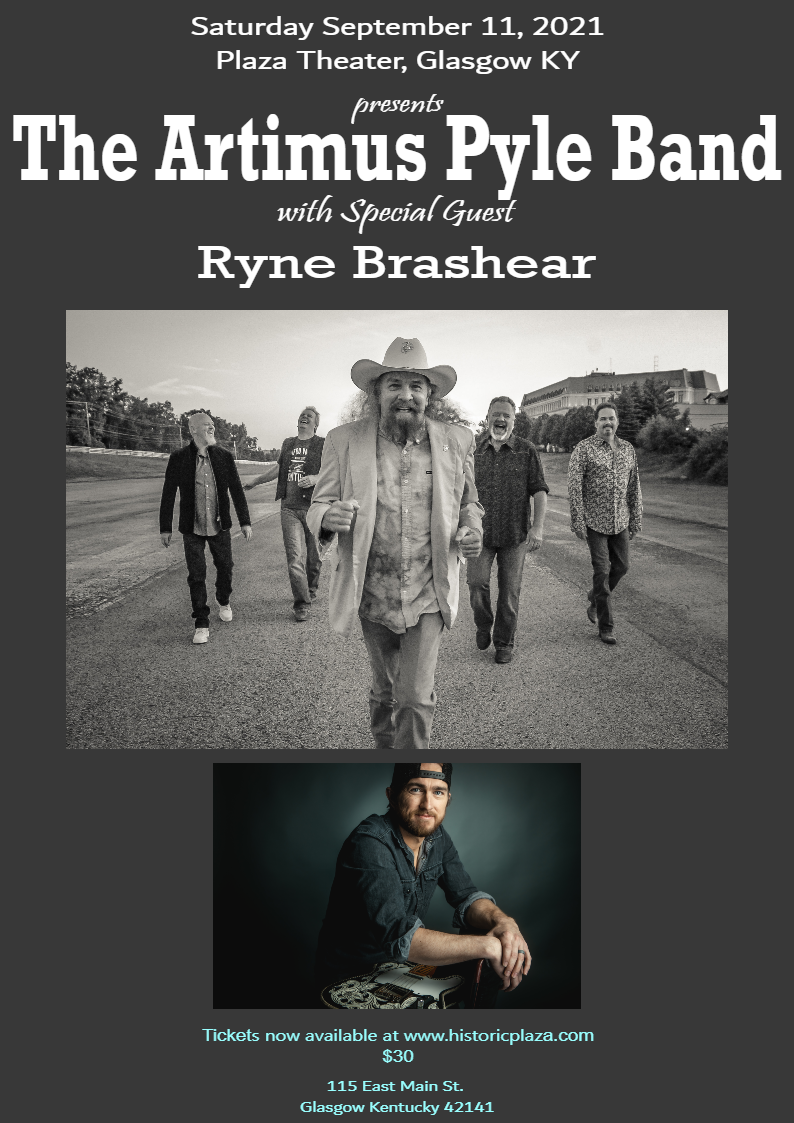 Saturday September 11, 2021
Plaza Theater, Glasgow KY
presents
The Artimus Pyle Band
with Special Guest
Ryne Brashear
Tickets now available at www.historicplaza.com
$30
115 East Main St.
Glasgow Kentucky 42141